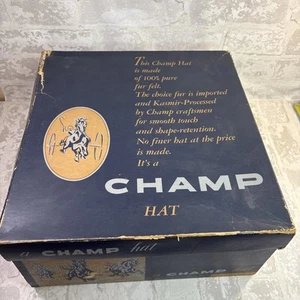 This Champ Hat
is made
of 100% pure
fur felt.
The choice fur is imported
and Kasmir-Processed
by Champ craftsmen
for smooth touch
and shape-retention.
No finer hat at the price
is made.
It's a
CHAMP
HAT
a CHAMP hat
CHAMP